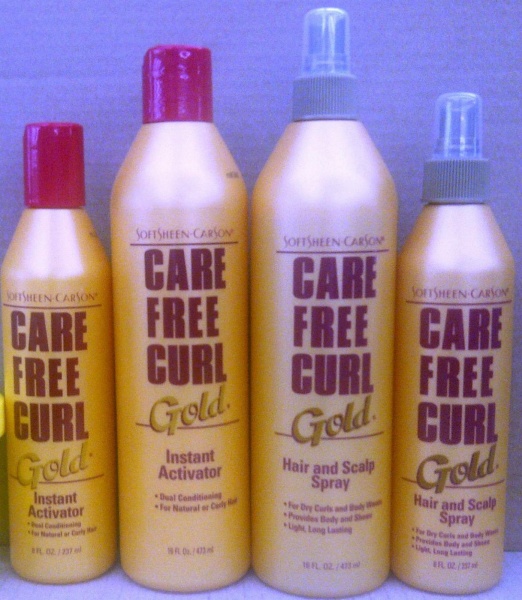 SOFTSHEEN-CARSON®
CARE
FREE
CURL
Gold®
Instant
Activator
• Dual Conditioning
• For Natural or Curly Hair
8 FL OZ. / 237 ml
SOFTSHEEN-CARSON®
CARE
FREE
CURL
Gold®
Instant
Activator
• Dual Conditioning
• For Natural or Curly Hair
16 FL OZ. / 473 ml
SOFTSHEEN-CARSON®
CARE
FREE
CURL
Gold®
Hair and Scalp
Spray
• For Dry Curls and Body Waves
• Provides Body and Sheen
• Light, Long Lasting
16 FL OZ. / 473 ml
SOFTSHEEN-CARSON®
CARE
FREE
CURL
Gold®
Hair and Scalp
Spray
• For Dry Curls and Body Waves
• Provides Body and Sheen
• Light, Long Lasting
8 FL OZ. / 237 ml